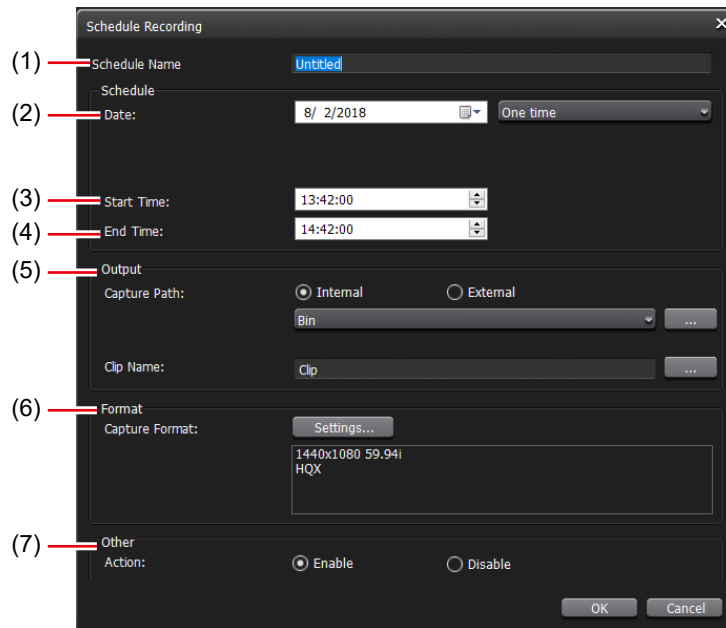 Schedule Recording
(1) Schedule Name Untitled
Schedule
(2) Date: 8/ 2/2018 One time
(3) Start Time: 13:42:00
(4) End Time: 14:42:00
(5) Output
Capture Path: Internal External
Bin ...
Clip Name: Clip ...
(6) Format
Capture Format: Settings...
1440x1080 59.94i
HQX
(7) Other
Action: Enable Disable
OK Cancel